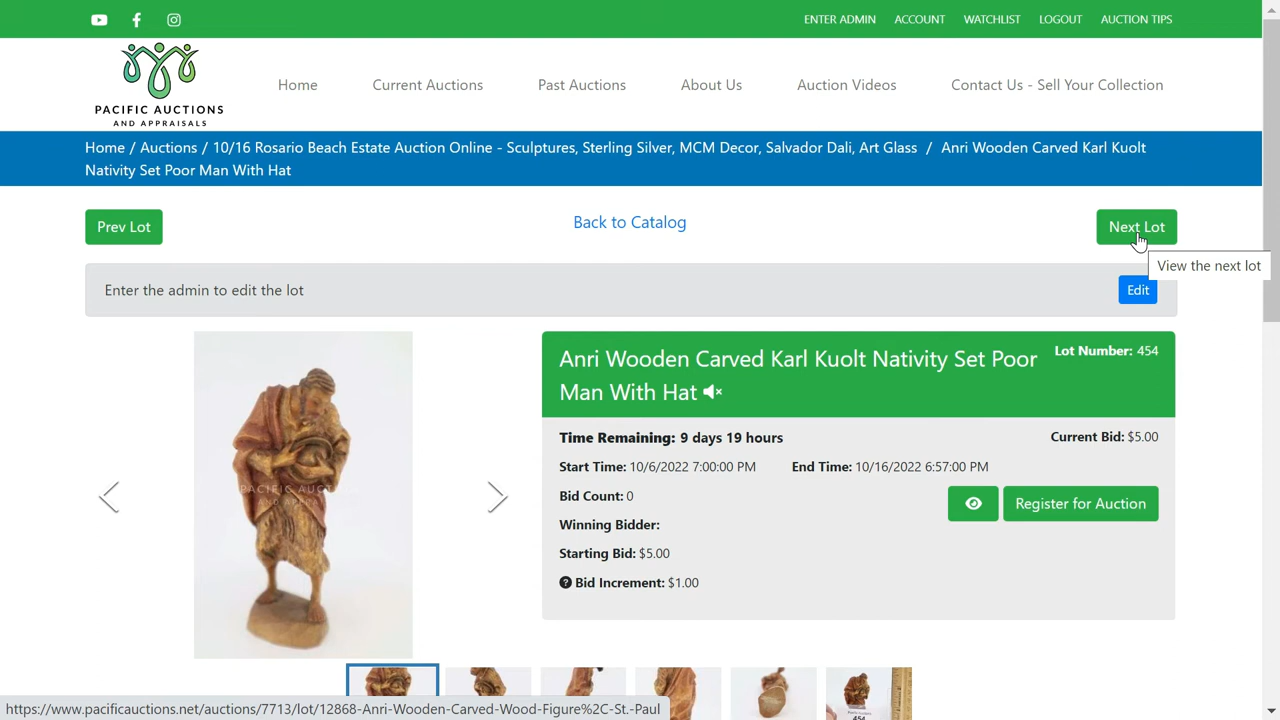 ENTER ADMIN ACCOUNT WATCHLIST LOGOUT AUCTION TIPS
PACIFIC AUCTIONS
AND APPRAISALS
Home Current Auctions Past Auctions About Us Auction Videos Contact Us - Sell Your Collection
Home / Auctions / 10/16 Rosario Beach Estate Auction Online - Sculptures, Sterling Silver, MCM Decor, Salvador Dali, Art Glass / Anri Wooden Carved Karl Kuolt
Nativity Set Poor Man With Hat
Prev Lot Back to Catalog Next Lot
View the next lot
Enter the admin to edit the lot Edit
Anri Wooden Carved Karl Kuolt Nativity Set Poor
Man With Hat
Lot Number: 454
Time Remaining: 9 days 19 hours Current Bid: $5.00
Start Time: 10/6/2022 7:00:00 PM End Time: 10/16/2022 6:57:00 PM
Bid Count: 0
Register for Auction
Winning Bidder:
Starting Bid: $5.00
Bid Increment: $1.00
PACIFIC AUCT
AND APP
454
https://www.pacificauctions.net/auctions/7713/lot/12868-Anri-Wooden-Carved-Wood-Figure%2C-St.-Paul